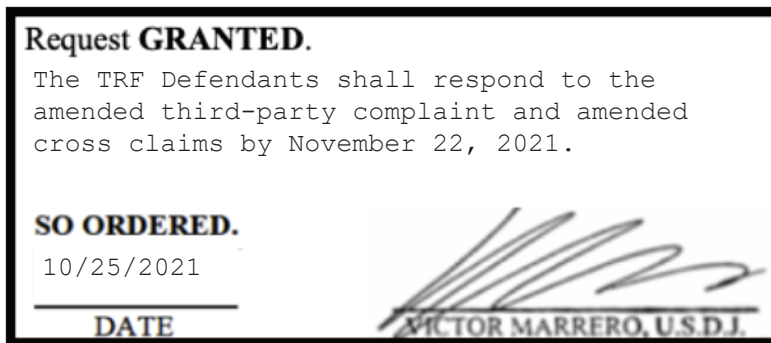 Request GRANTED.
The TRF Defendants shall respond to the
amended third-party complaint and amended
cross claims by November 22, 2021.
SO ORDERED.
10/25/2021
DATE
VICTOR MARRERO, U.S.D.J.